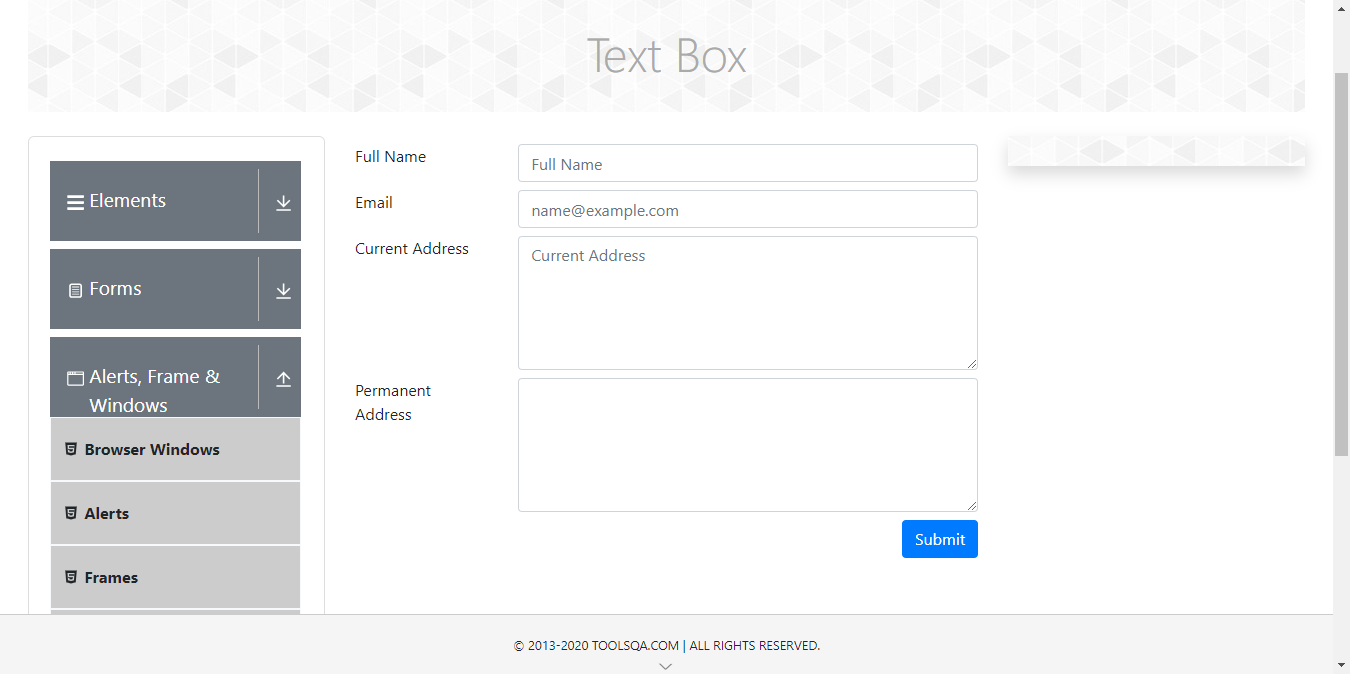 Text Box
Elements
Forms
Alerts, Frame &
Windows
Browser Windows
Alerts
Frames
Full Name
Full Name
Email
name@example.com
Current Address
Current Address
Permanent
Address
Submit
© 2013-2020 TOOLSQA.COM | ALL RIGHTS RESERVED.